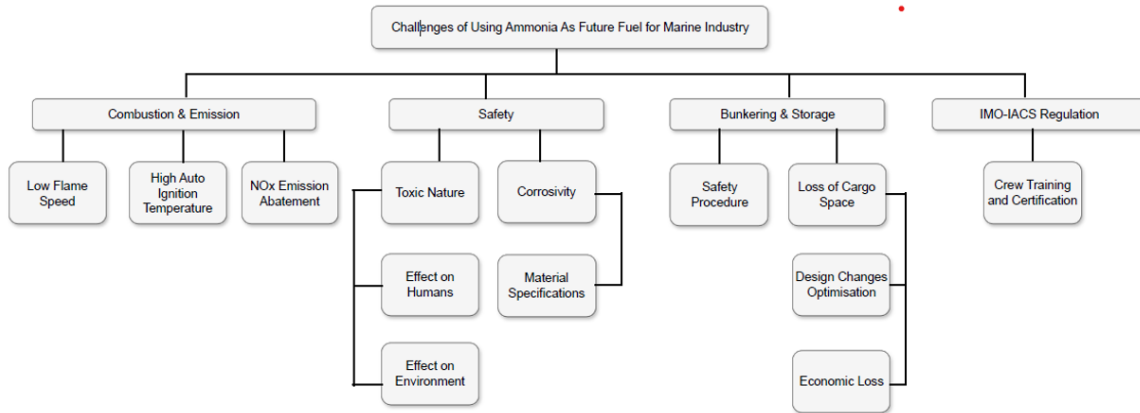 Challenges of Using Ammonia As Future Fuel for Marine Industry
Combustion & Emission
Safety
Bunkering & Storage
IMO-IACS Regulation
Low Flame
Speed
High Auto
Ignition
Temperature
NOx Emission
Abatement
Toxic Nature
Corrosivity
Safety
Procedure
Loss of Cargo
Space
Crew Training
and Certification
Effect on
Humans
Material
Specifications
Design Changes
Optimisation
Effect on
Environment
Economic Loss